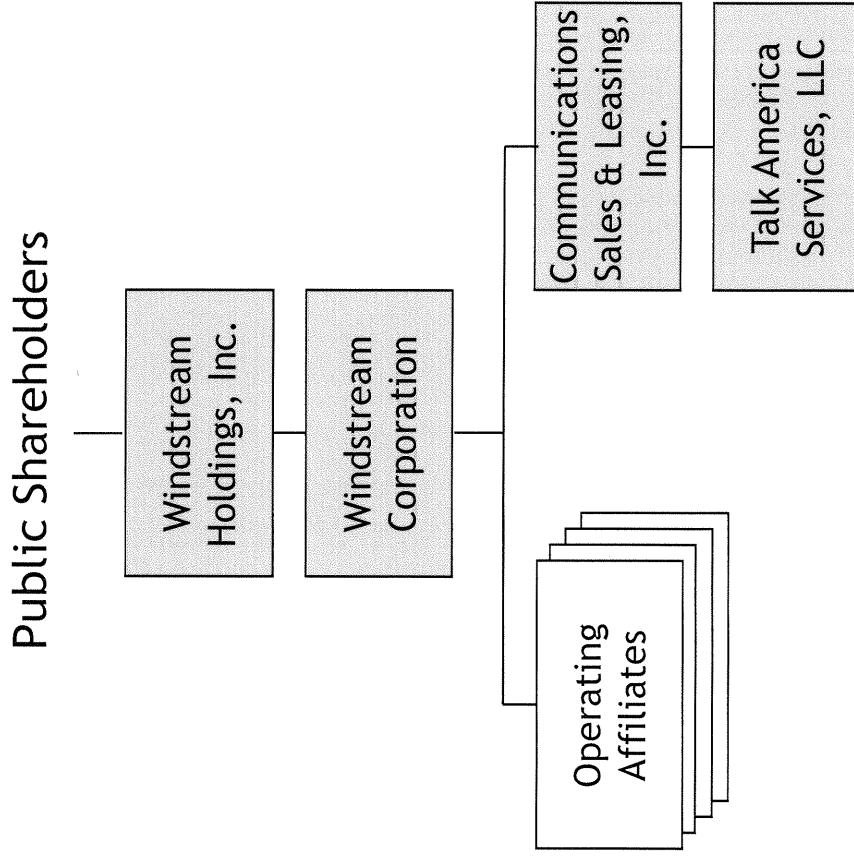 Public Shareholders
Windstream
Holdings, Inc.
Windstream
Corporation
Operating
Affiliates
Communications
Sales & Leasing,
Inc.
Talk America
Services, LLC